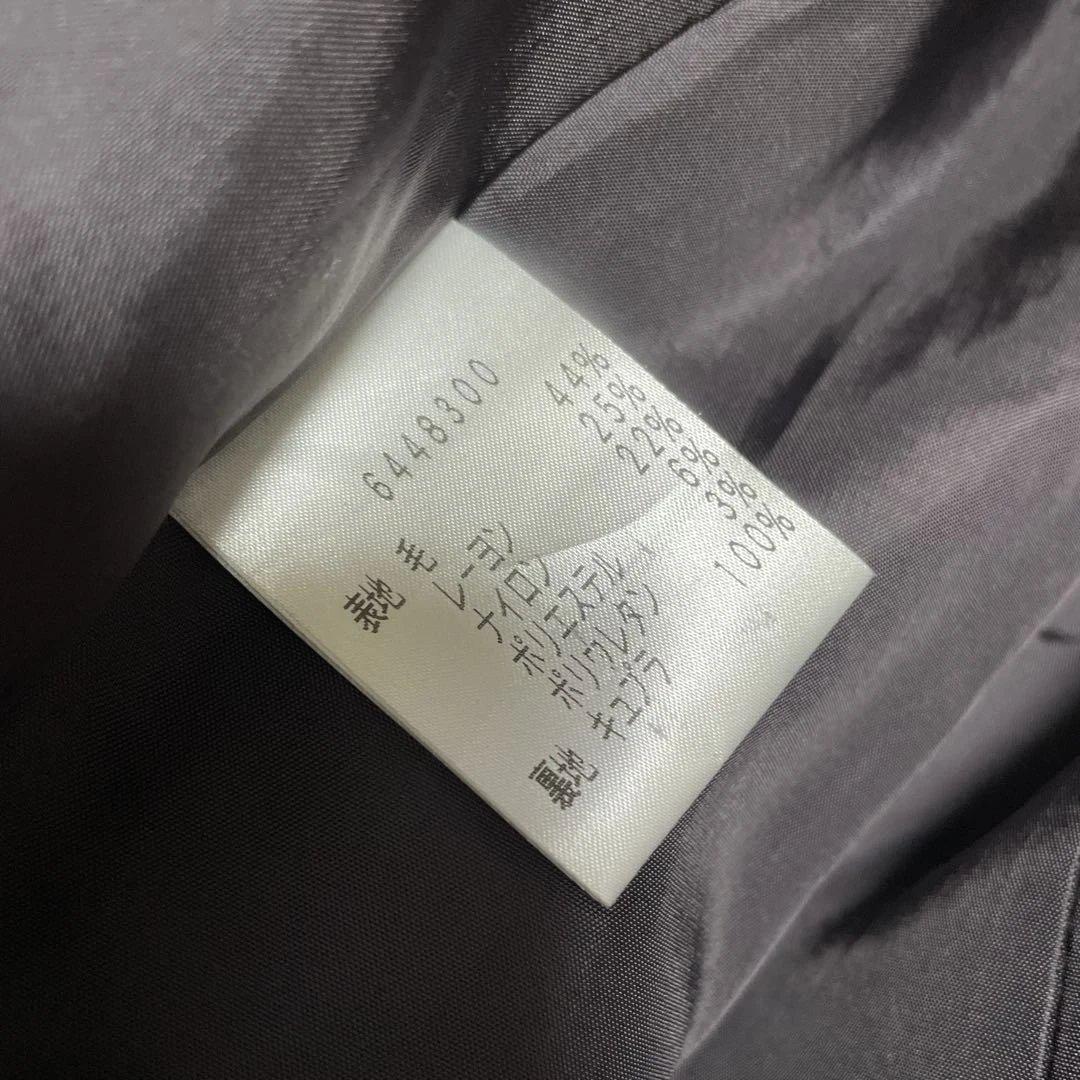 6448300
表地 毛 44%
レーヨン 25%
ナイロン 22%
ポリエステル 6%
ポリウレタン 3%
裏地 キュプラ 100%